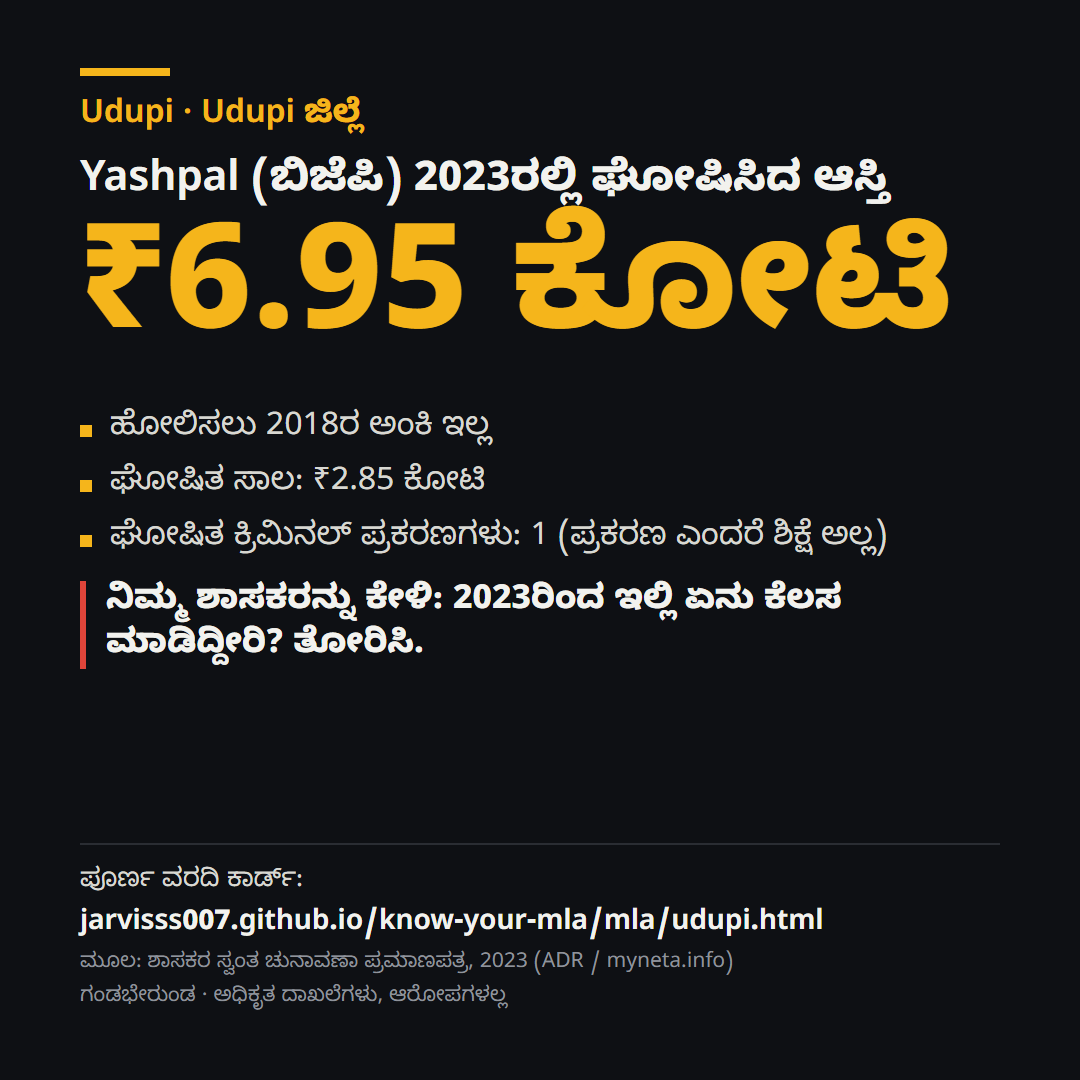 Udupi · Udupi ಜಿಲ್ಲೆ
Yashpal (ಬಿಜೆಪಿ) 2023ರಲ್ಲಿ ಘೋಷಿಸಿದ ಆಸ್ತಿ
₹6.95 ಕೋಟಿ
ಹೋಲಿಸಲು 2018ರ ಅಂಕಿ ಇಲ್ಲ
ಘೋಷಿತ ಸಾಲ: ₹2.85 ಕೋಟಿ
ಘೋಷಿತ ಕ್ರಿಮಿನಲ್ ಪ್ರಕರಣಗಳು: 1 (ಪ್ರಕರಣ ಎಂದರೆ ಶಿಕ್ಷೆ ಅಲ್ಲ)
ನಿಮ್ಮ ಶಾಸಕರನ್ನು ಕೇಳಿ: 2023ರಿಂದ ಇಲ್ಲಿ ಏನು ಕೆಲಸ
ಮಾಡಿದ್ದೀರಿ? ತೋರಿಸಿ.
ಪೂರ್ಣ ವರದಿ ಕಾರ್ಡ್:
jarvisss007.github.io/know-your-mla/mla/udupi.html
ಮೂಲ: ಶಾಸಕರ ಸ್ವಂತ ಚುನಾವಣಾ ಪ್ರಮಾಣಪತ್ರ, 2023 (ADR / myneta.info)
ಗಂಡಭೇರುಂಡ · ಅಧಿಕೃತ ದಾಖಲೆಗಳು, ಆರೋಪಗಳಲ್ಲ